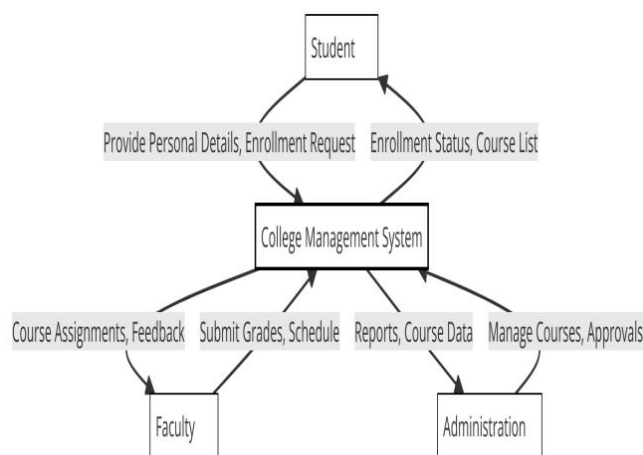 Student
Provide Personal Details, Enrollment Request
Enrollment Status, Course List
College Management System
Course Assignments, Feedback
Submit Grades, Schedule
Reports, Course Data
Manage Courses, Approvals
Faculty
Administration